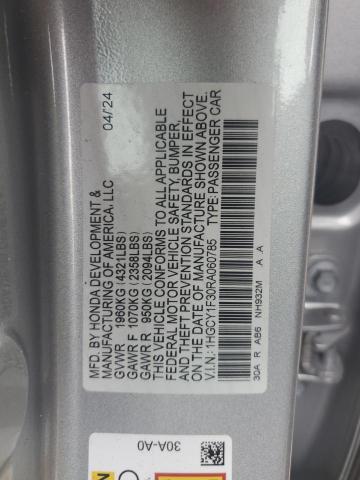 MFD. BY HONDA DEVELOPMENT & 04/24
MANUFACTURING OF AMERICA, LLC
GVWR 1960KG (4321LBS)
GAWR F 1070KG (2358LBS)
GAWR R 950KG (2094LBS)
THIS VEHICLE CONFORMS TO ALL APPLICABLE
FEDERAL MOTOR VEHICLE SAFETY, BUMPER,
AND THEFT PREVENTION STANDARDS IN EFFECT
ON THE DATE OF MANUFACTURE SHOWN ABOVE.
V.I.N.:1HGCY1F30RA060785 TYPE:PASSENGER CAR
30A R AB6 NH932M A A
30A-A0